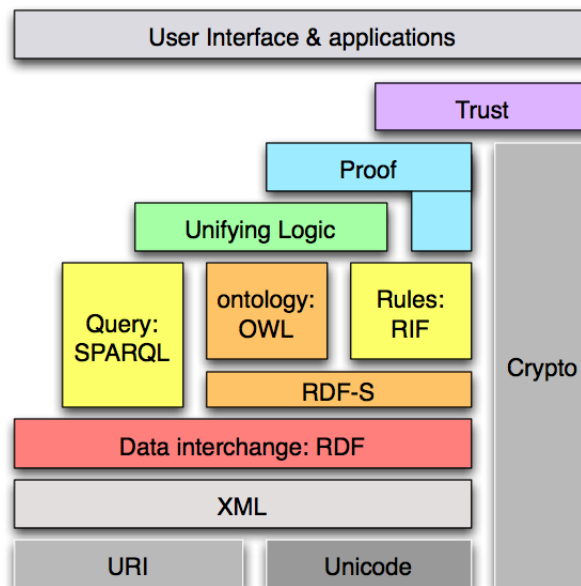 User Interface & applications
Trust
Proof
Unifying Logic
Query:
SPARQL
ontology:
OWL
Rules:
RIF
Crypto
RDF-S
Data interchange: RDF
XML
URI
Unicode